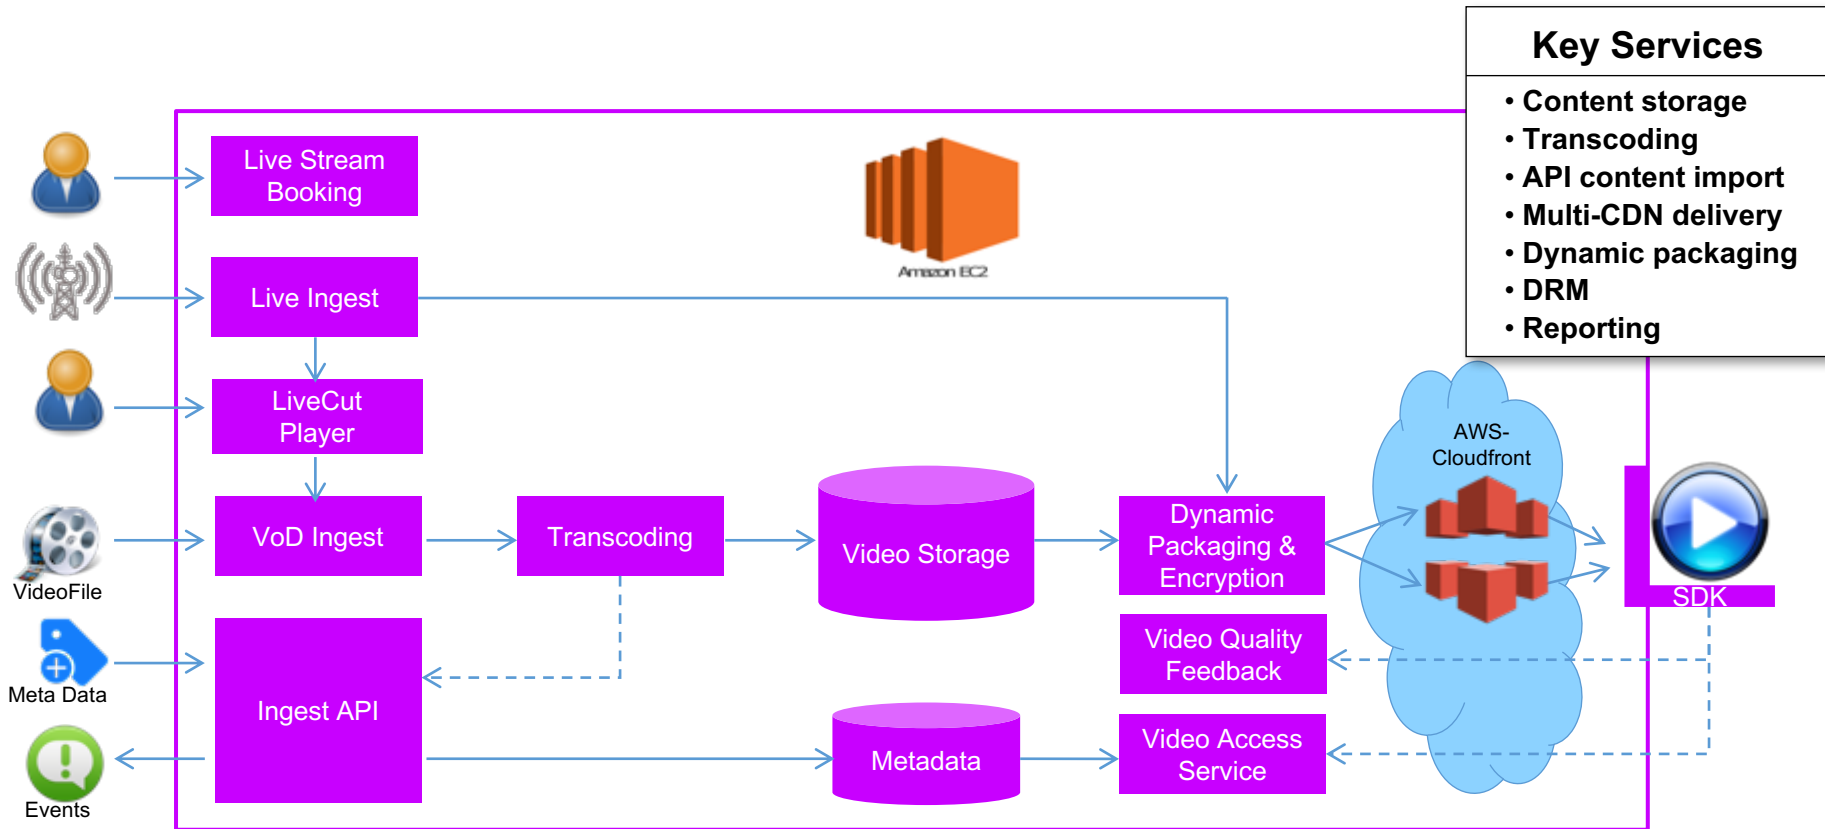 Key Services
• Content storage
• Transcoding
• API content import
• Multi-CDN delivery
• Dynamic packaging
• DRM
• Reporting
Live Stream
Booking
Amazon EC2
Live Ingest
LiveCut
Player
AWS-
Cloudfront
VoD Ingest
Transcoding
Video Storage
Dynamic
Packaging &
Encryption
VideoFile
SDK
Video Quality
Feedback
Meta Data
Ingest API
Metadata
Video Access
Service
Events